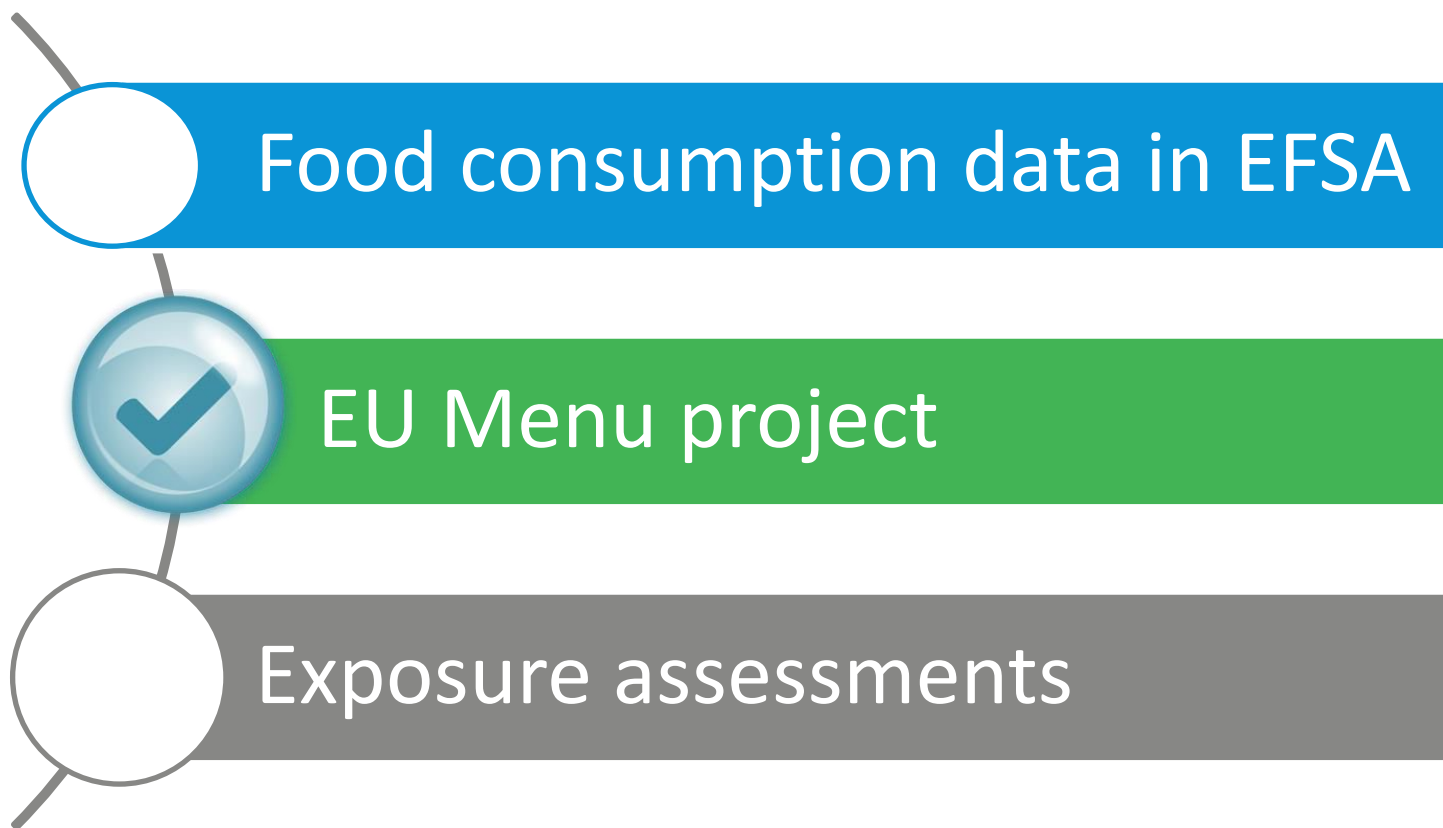 Food consumption data in EFSA
EU Menu project
Exposure assessments